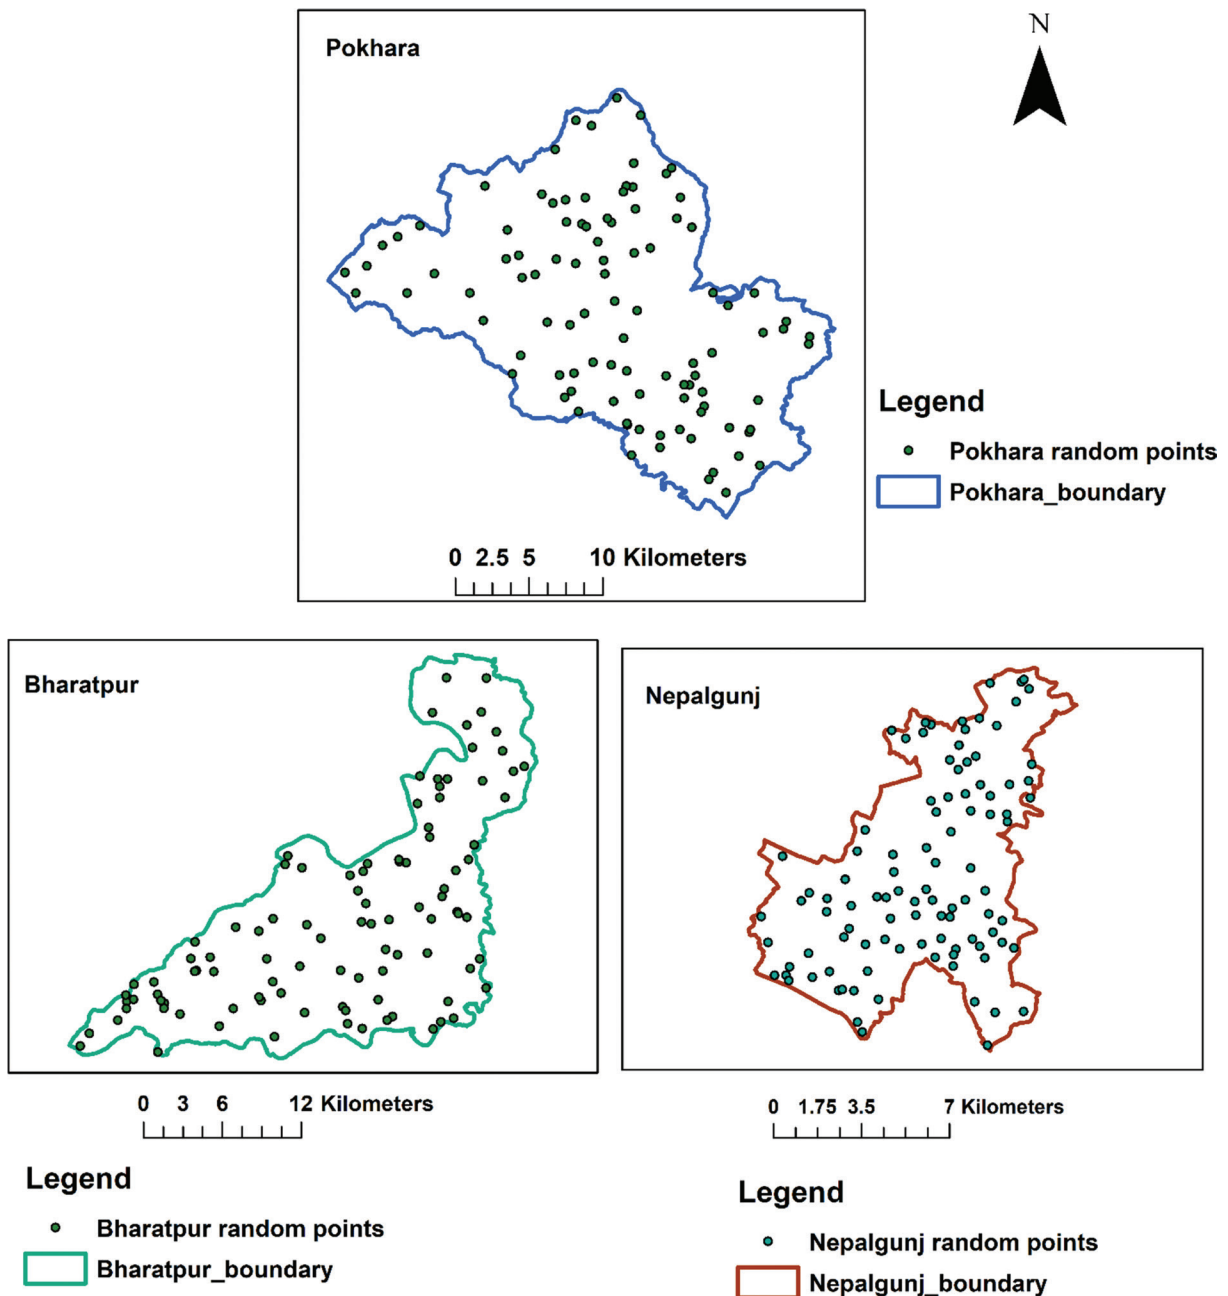 Pokhara
N
Legend
Pokhara random points
Pokhara_boundary
0 2.5 5 10 Kilometers
Bharatpur
Nepalgunj
0 3 6 12 Kilometers
0 1.75 3.5 7 Kilometers
Legend
Bharatpur random points
Bharatpur_boundary
Legend
Nepalgunj random points
Nepalgunj_boundary